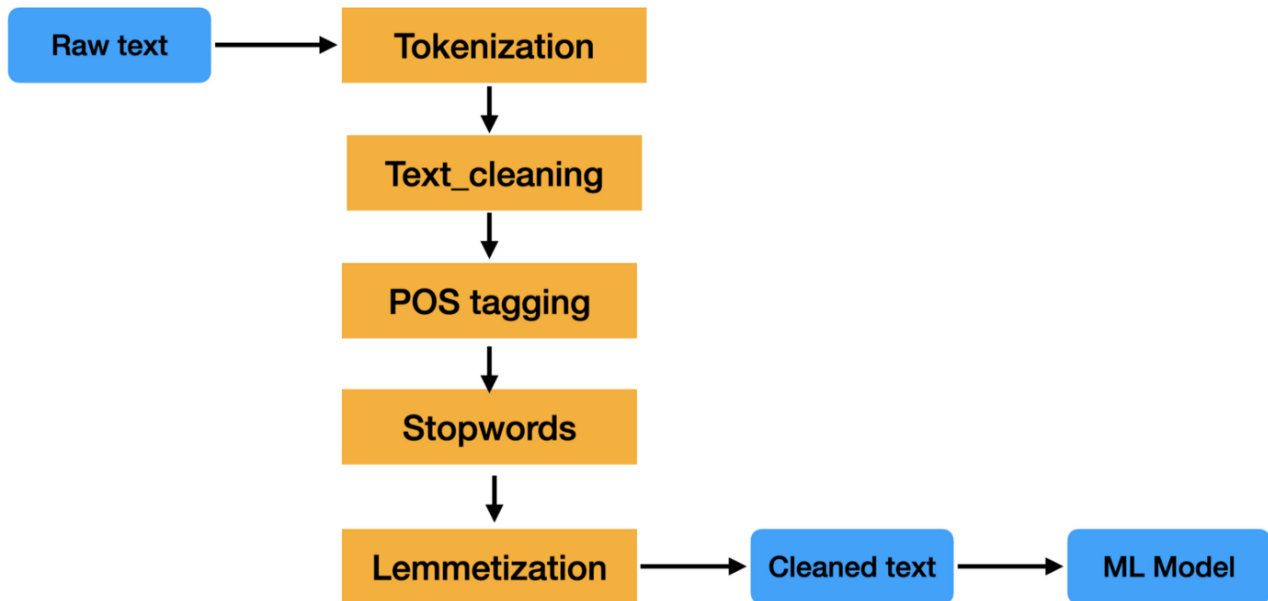 Raw text
Tokenization
Text_cleaning
POS tagging
Stopwords
Lemmetization
Cleaned text
ML Model